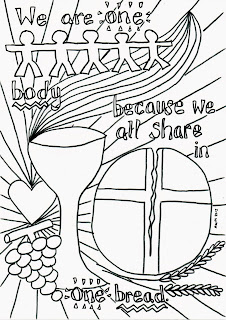 We are one
body
because we
all share
in
one bread